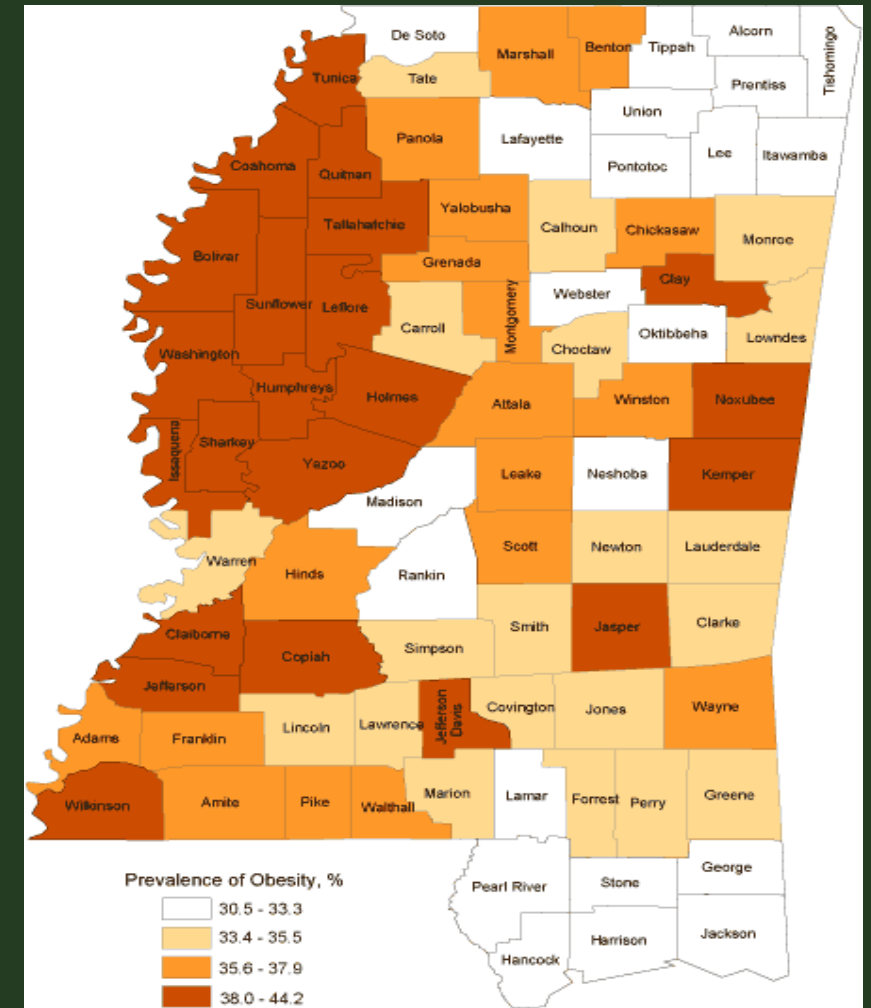 De Soto
Marshall
Benton
Tippah
Alcorn
Tishomingo
Tunica
Tate
Prentiss
Union
Panola
Lafayette
Pontotoc
Lee
Itawamba
Coahoma
Quitman
Yalobusha
Calhoun
Chickasaw
Monroe
Tallahatchie
Bolivar
Grenada
Clay
Webster
Sunflower
Leflore
Carroll
Montgomery
Oktibbeha
Lowndes
Choctaw
Washington
Humphreys
Holmes
Attala
Winston
Noxubee
Issaquena
Sharkey
Yazoo
Leake
Neshoba
Kemper
Madison
Warren
Hinds
Rankin
Scott
Newton
Lauderdale
Claiborne
Copiah
Simpson
Smith
Jasper
Clarke
Jefferson
Adams
Franklin
Lincoln
Lawrence
Jefferson
Davis
Covington
Jones
Wayne
Wilkinson
Amite
Pike
Walthall
Marion
Lamar
Forrest
Perry
Greene
Pearl River
Stone
George
Hancock
Harrison
Jackson
Prevalence of Obesity, %
30.5 - 33.3
33.4 - 35.5
35.6 - 37.9
38.0 - 44.2